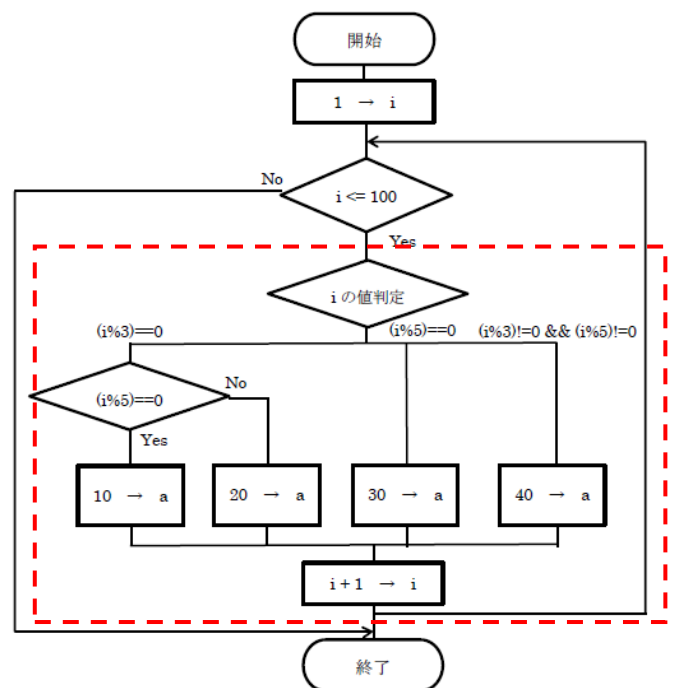 開始
1 → i
No
i <= 100
Yes
i の値判定
(i%3)==0
(i%5)==0
(i%3)!=0 && (i%5)!=0
(i%5)==0
No
Yes
10 → a
20 → a
30 → a
40 → a
i + 1 → i
終了